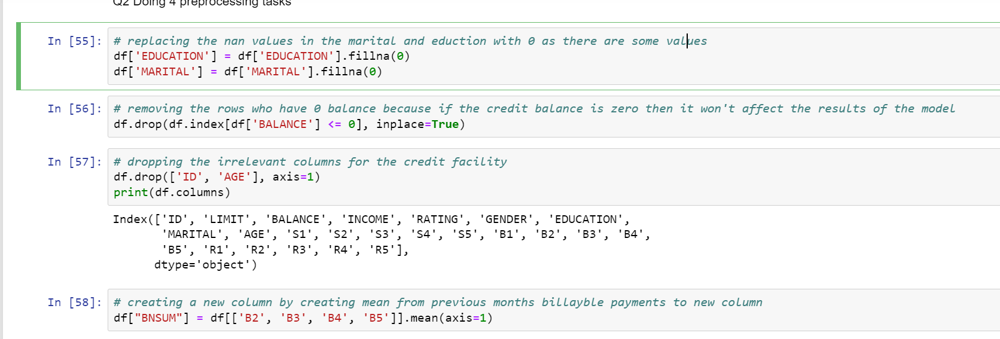 Q2 Doing 4 preprocessing tasks
In [55]: # replacing the nan values in the marital and eduction with 0 as there are some values
df['EDUCATION'] = df['EDUCATION'].fillna(0)
df['MARITAL'] = df['MARITAL'].fillna(0)
In [56]: # removing the rows who have 0 balance because if the credit balance is zero then it won't affect the results of the model
df.drop(df.index[df['BALANCE'] <= 0], inplace=True)
In [57]: # dropping the irrelevant columns for the credit facility
df.drop(['ID', 'AGE'], axis=1)
print(df.columns)
Index(['ID', 'LIMIT', 'BALANCE', 'INCOME', 'RATING', 'GENDER', 'EDUCATION',
'MARITAL', 'AGE', 'S1', 'S2', 'S3', 'S4', 'S5', 'B1', 'B2', 'B3', 'B4',
'B5', 'R1', 'R2', 'R3', 'R4', 'R5'],
dtype='object')
In [58]: # creating a new column by creating mean from previous months billayble payments to new column
df["BNSUM"] = df[['B2', 'B3', 'B4', 'B5']].mean(axis=1)